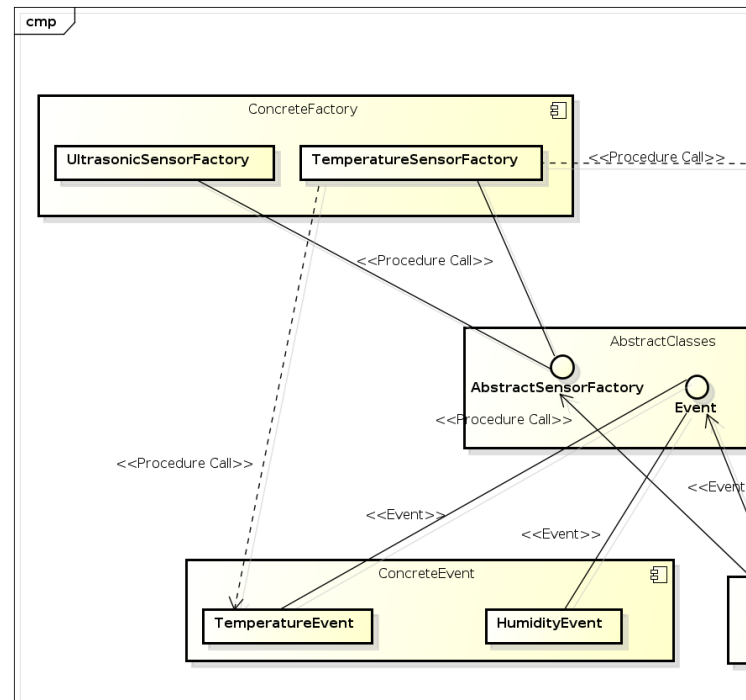 cmp
ConcreteFactory
UltrasonicSensorFactory
TemperatureSensorFactory
<<Procedure Call>>
<<Procedure Call>>
AbstractClasses
AbstractSensorFactory
Event
<<Procedure Call>>
<<Procedure Call>>
<<Event
<<Event>>
<<Event>>
ConcreteEvent
TemperatureEvent
HumidityEvent